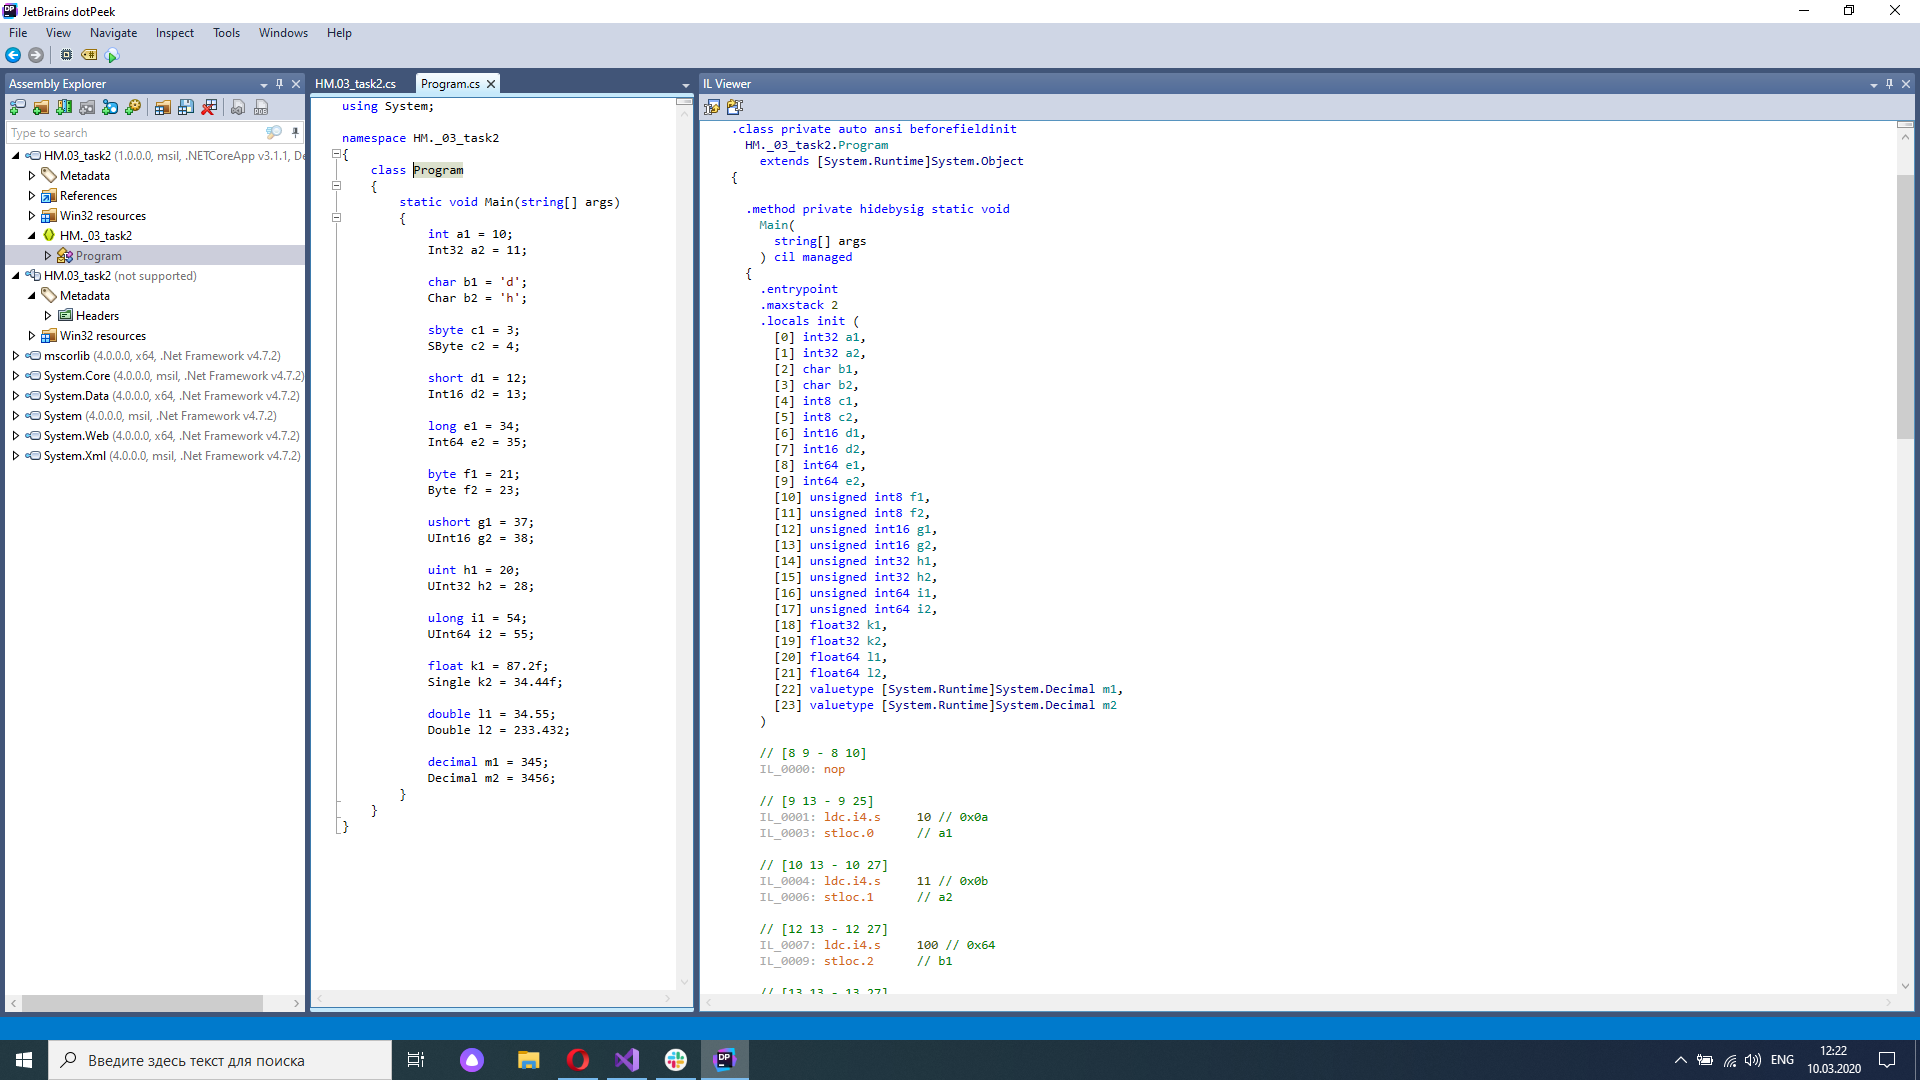 JetBrains dotPeek
File View Navigate Inspect Tools Windows Help
Assembly Explorer
Type to search
HM.03_task2 (1.0.0.0, msil, .NETCoreApp v3.1.1, De
Metadata
References
Win32 resources
HM._03_task2
Program
HM.03_task2 (not supported)
Metadata
Headers
Win32 resources
mscorlib (4.0.0.0, x64, .Net Framework v4.7.2)
System.Core (4.0.0.0, msil, .Net Framework v4.7.2)
System.Data (4.0.0.0, x64, .Net Framework v4.7.2)
System (4.0.0.0, msil, .Net Framework v4.7.2)
System.Web (4.0.0.0, x64, .Net Framework v4.7.2)
System.Xml (4.0.0.0, msil, .Net Framework v4.7.2)
HM.03_task2.cs Program.cs
using System;
namespace HM._03_task2
{
class Program
{
static void Main(string[] args)
{
int a1 = 10;
Int32 a2 = 11;
char b1 = 'd';
Char b2 = 'h';
sbyte c1 = 3;
SByte c2 = 4;
short d1 = 12;
Int16 d2 = 13;
long e1 = 34;
Int64 e2 = 35;
byte f1 = 21;
Byte f2 = 23;
ushort g1 = 37;
UInt16 g2 = 38;
uint h1 = 20;
UInt32 h2 = 28;
ulong i1 = 54;
UInt64 i2 = 55;
float k1 = 87.2f;
Single k2 = 34.44f;
double l1 = 34.55;
Double l2 = 233.432;
decimal m1 = 345;
Decimal m2 = 3456;
}
}
}
IL Viewer
.class private auto ansi beforefieldinit
HM._03_task2.Program
extends [System.Runtime]System.Object
{
.method private hidebysig static void
Main(
string[] args
) cil managed
{
.entrypoint
.maxstack 2
.locals init (
[0] int32 a1,
[1] int32 a2,
[2] char b1,
[3] char b2,
[4] int8 c1,
[5] int8 c2,
[6] int16 d1,
[7] int16 d2,
[8] int64 e1,
[9] int64 e2,
[10] unsigned int8 f1,
[11] unsigned int8 f2,
[12] unsigned int16 g1,
[13] unsigned int16 g2,
[14] unsigned int32 h1,
[15] unsigned int32 h2,
[16] unsigned int64 i1,
[17] unsigned int64 i2,
[18] float32 k1,
[19] float32 k2,
[20] float64 l1,
[21] float64 l2,
[22] valuetype [System.Runtime]System.Decimal m1,
[23] valuetype [System.Runtime]System.Decimal m2
)
// [8 9 - 8 10]
IL_0000: nop
// [9 13 - 9 25]
IL_0001: ldc.i4.s 10 // 0x0a
IL_0003: stloc.0 // a1
// [10 13 - 10 27]
IL_0004: ldc.i4.s 11 // 0x0b
IL_0006: stloc.1 // a2
// [12 13 - 12 27]
IL_0007: ldc.i4.s 100 // 0x64
IL_0009: stloc.2 // b1
// [13 13 - 13 27]
Введите здесь текст для поиска
ENG
12:22
10.03.2020